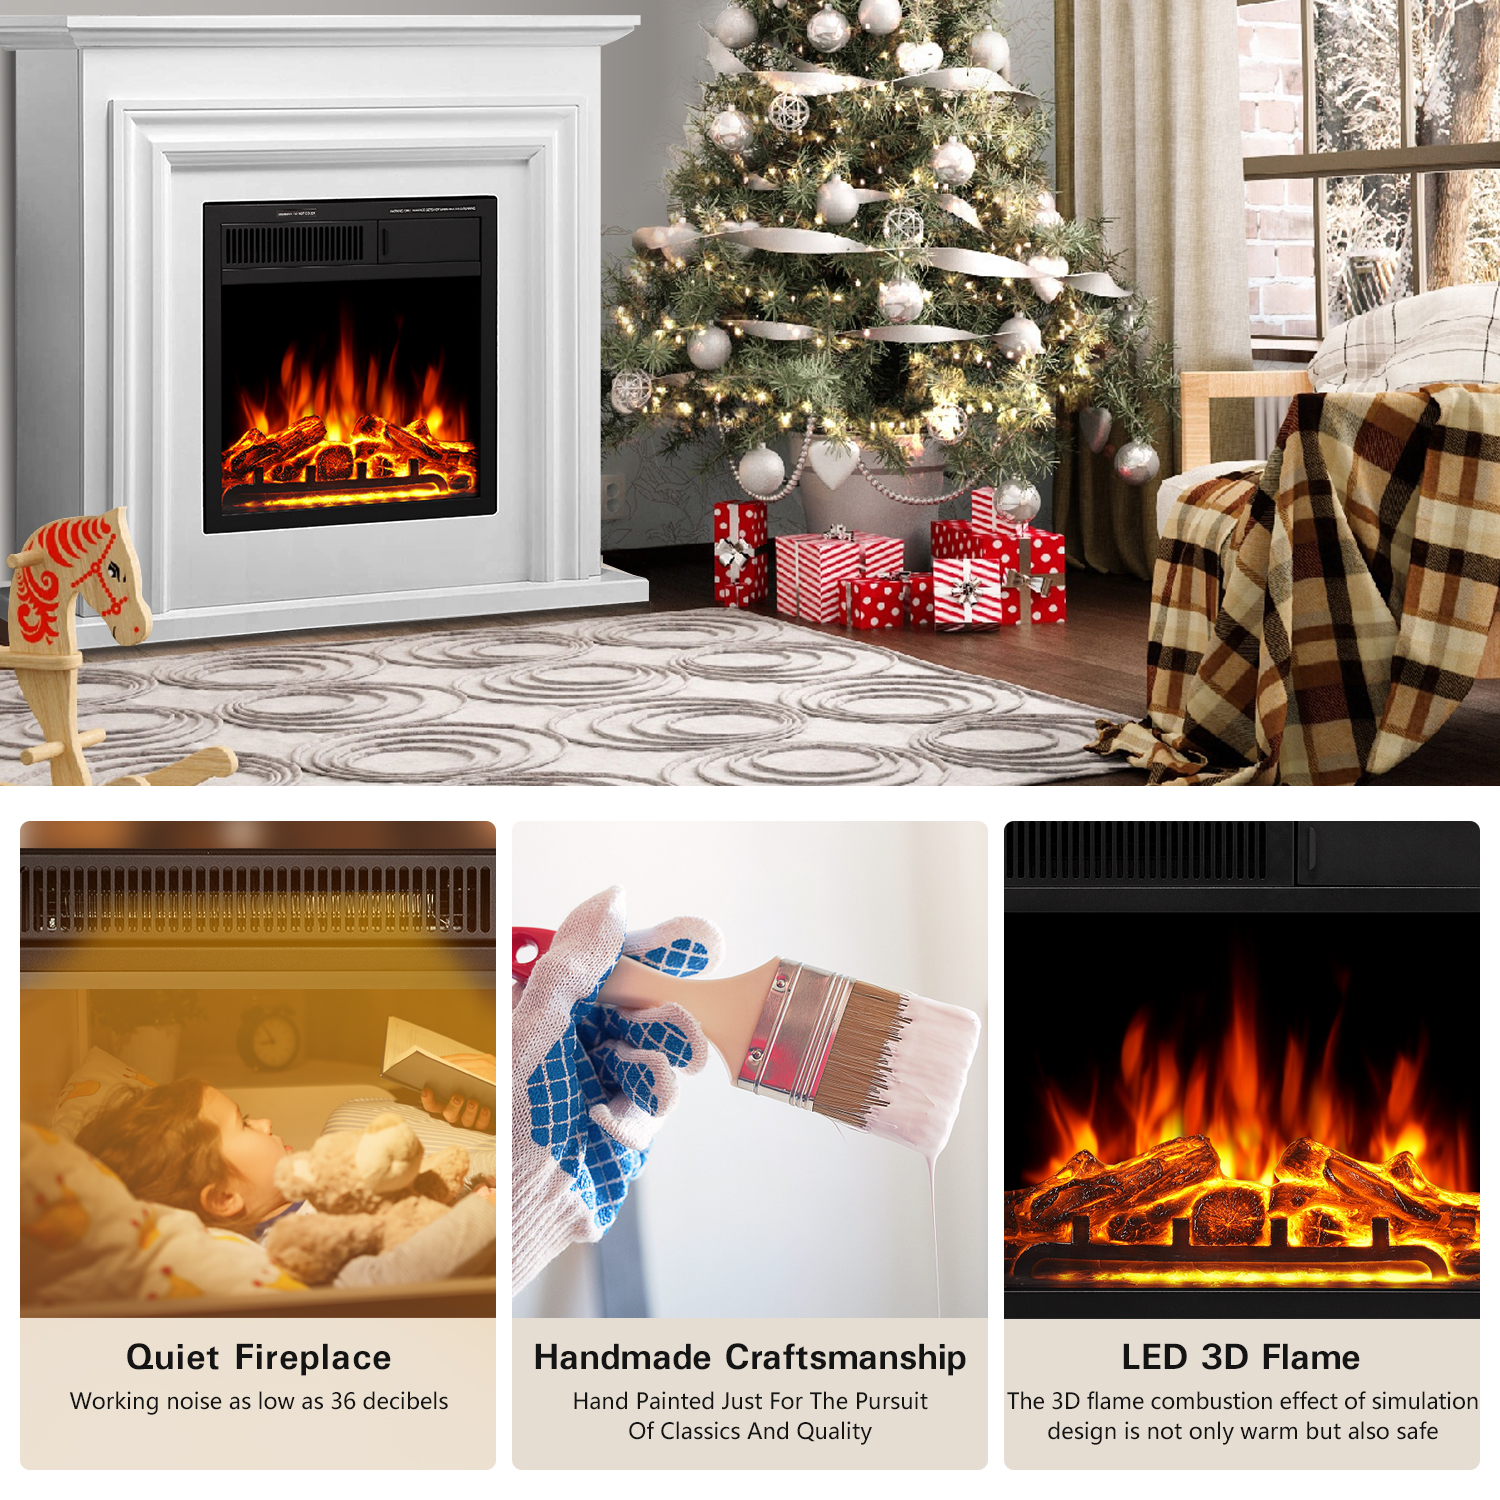 Quiet Fireplace
Working noise as low as 36 decibels
Handmade Craftsmanship
Hand Painted Just For The Pursuit
Of Classics And Quality
LED 3D Flame
The 3D flame combustion effect of simulation
design is not only warm but also safe